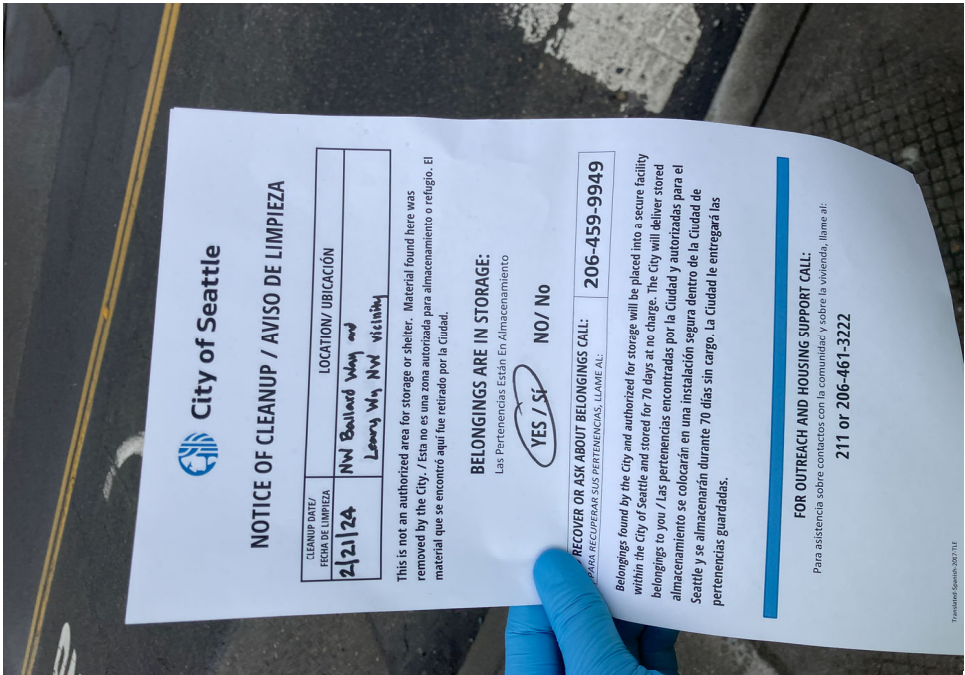 City of Seattle
NOTICE OF CLEANUP / AVISO DE LIMPIEZA
CLEANUP DATE/
FECHA DE LIMPIEZA
LOCATION/ UBICACIÓN
2/21/24
NW Ballard Way and
Leary Wy NW vicinity
This is not an authorized area for storage or shelter. Material found here was
removed by the City. / Esta no es una zona autorizada para almacenamiento o refugio. El
material que se encontró aquí fue retirado por la Ciudad.
BELONGINGS ARE IN STORAGE:
Las Pertenencias Están En Almacenamiento
YES / SÍ NO/ No
RECOVER OR ASK ABOUT BELONGINGS CALL:
PARA RECUPERAR SUS PERTENENCIAS, LLAME AL:
206-459-9949
Belongings found by the City and authorized for storage will be placed into a secure facility
within the City of Seattle and stored for 70 days at no charge. The City will deliver stored
belongings to you / Las pertenencias encontradas por la Ciudad y autorizadas para el
almacenamiento se colocarán en una instalación segura dentro de la Ciudad de
Seattle y se almacenarán durante 70 días sin cargo. La Ciudad le entregará las
pertenencias guardadas.
FOR OUTREACH AND HOUSING SUPPORT CALL:
Para asistencia sobre contactos con la comunidac y sobre la vivienda, llame al:
211 or 206-461-3222
Translated-Spanish-2017-TLE